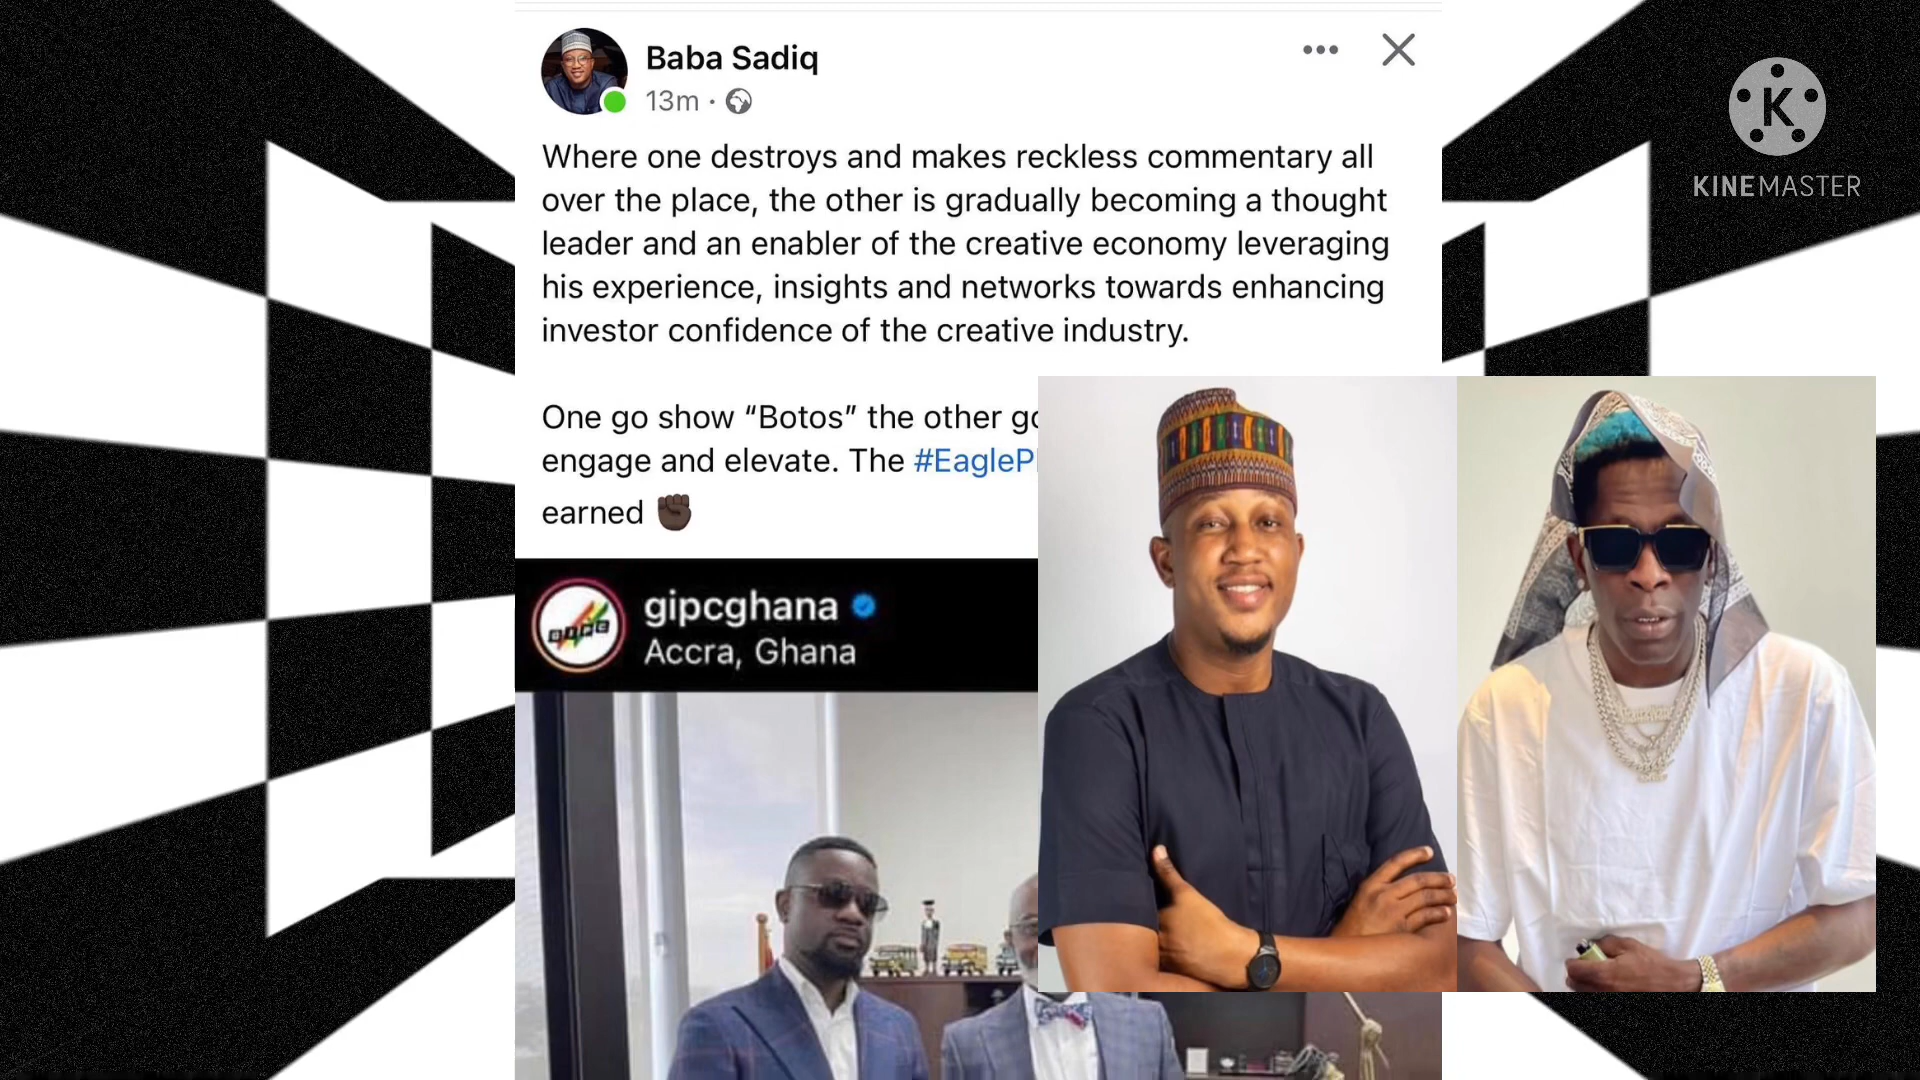 Baba Sadiq
13m ·
Where one destroys and makes reckless commentary all
over the place, the other is gradually becoming a thought
leader and an enabler of the creative economy leveraging
his experience, insights and networks towards enhancing
investor confidence of the creative industry.
One go show “Botos” the other
engage and elevate. The
earned
gipcghana
Accra, Ghana
K
KINEMASTER